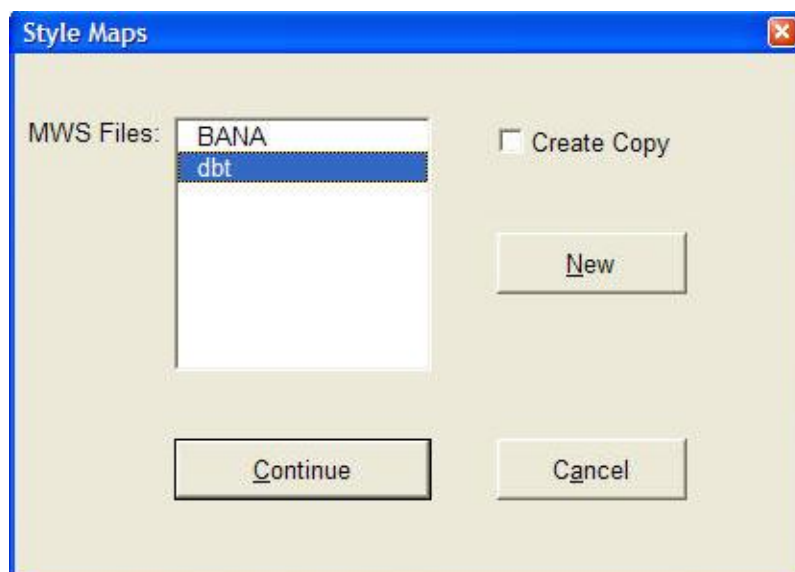 Style Maps
MWS Files:
BANA
dbt
Create Copy
New
Continue
Cancel